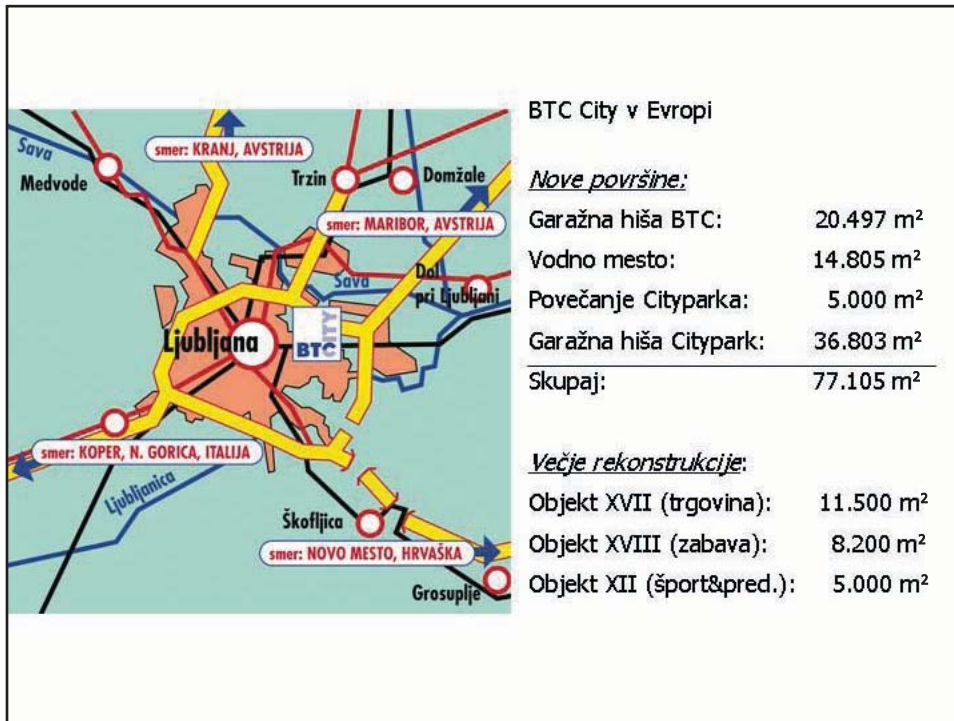 BTC City v Evropi
Nove površine:
Garažna hiša BTC: 20.497 m²
Vodno mesto: 14.805 m²
Povečanje Cityparka: 5.000 m²
Garažna hiša Citypark: 36.803 m²
Skupaj: 77.105 m²
Večje rekonstrukcije:
Objekt XVII (trgovina): 11.500 m²
Objekt XVIII (zabava): 8.200 m²
Objekt XII (šport&pred.): 5.000 m²
Sava
smer: KRANJ, AVSTRIJA
Medvode
Trzin
Domžale
smer: MARIBOR, AVSTRIJA
Sava
Dol
pri Ljubljani
Ljubljana
BTC
CITY
smer: KOPER, N. GORICA, ITALIJA
Ljubljanica
Škofljica
smer: NOVO MESTO, HRVAŠKA
Grosuplje